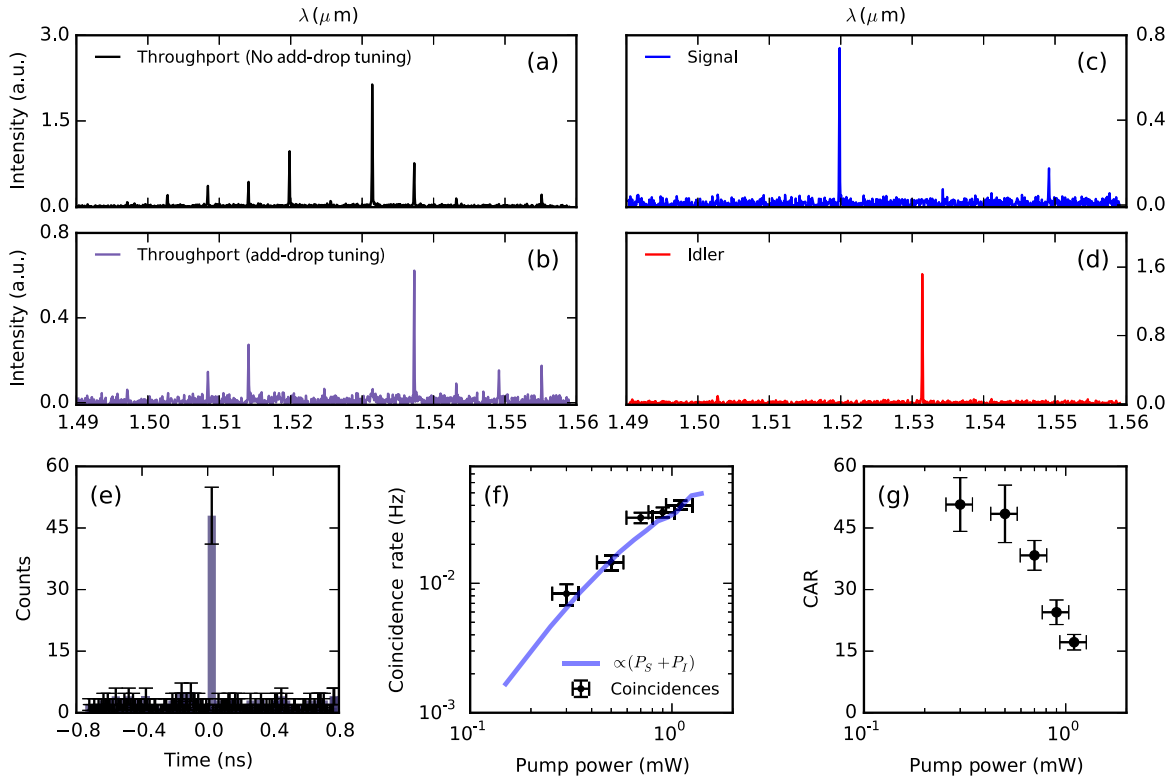 λ(μm) λ(μm)
3.0 Throughport (No add-drop tuning) (a) Signal (c) 0.8
1.5 0.4
0.0 0.0
Intensity (a.u.)
0.8 Throughport (add-drop tuning) (b) Idler (d) 1.6
0.4 0.8
0.0 0.0
Intensity (a.u.)
1.49 1.50 1.51 1.52 1.53 1.54 1.55 1.56 1.49 1.50 1.51 1.52 1.53 1.54 1.55 1.56
60 (e)
45
30
15
0
Counts
−0.8 −0.4 0.0 0.4 0.8
Time (ns)
(f)
10⁻²
10⁻³
Coincidence rate (Hz)
∝(P_S+P_I)
Coincidences
10⁻¹ 10⁰
Pump power (mW)
60 (g)
45
30
15
0
CAR
10⁻¹ 10⁰
Pump power (mW)